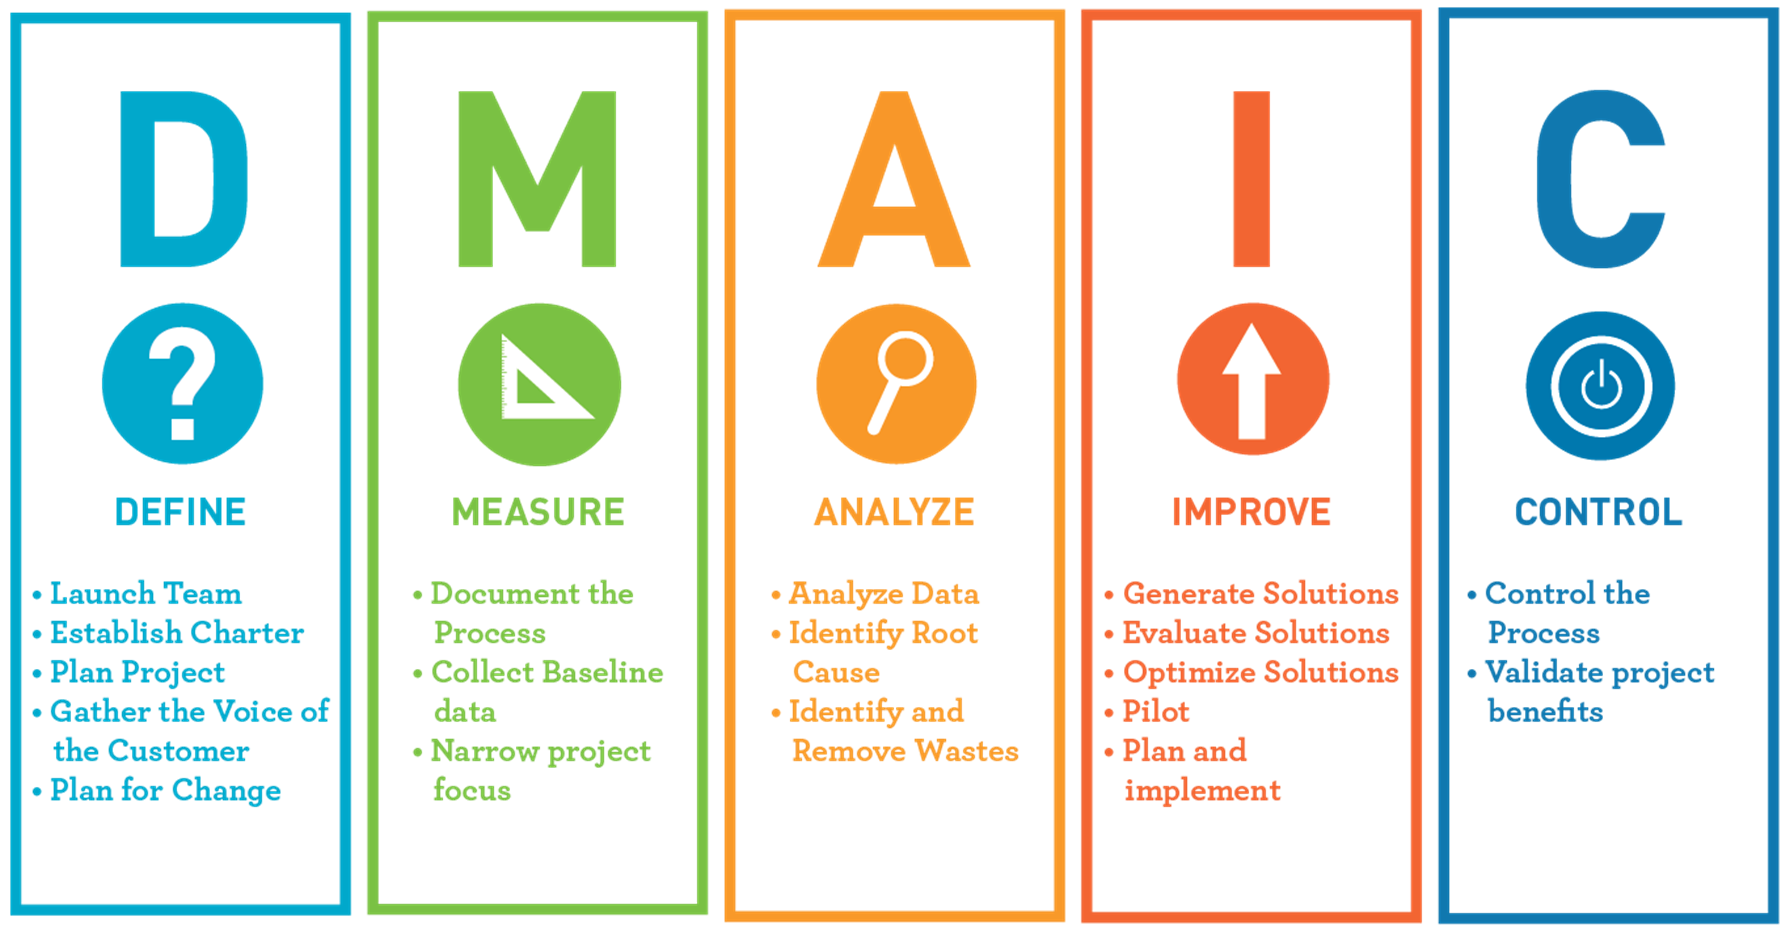 D
?
DEFINE
• Launch Team
• Establish Charter
• Plan Project
• Gather the Voice of
the Customer
• Plan for Change
M
MEASURE
• Document the
Process
• Collect Baseline
data
• Narrow project
focus
A
ANALYZE
• Analyze Data
• Identify Root
Cause
• Identify and
Remove Wastes
I
IMPROVE
• Generate Solutions
• Evaluate Solutions
• Optimize Solutions
• Pilot
• Plan and
implement
C
CONTROL
• Control the
Process
• Validate project
benefits